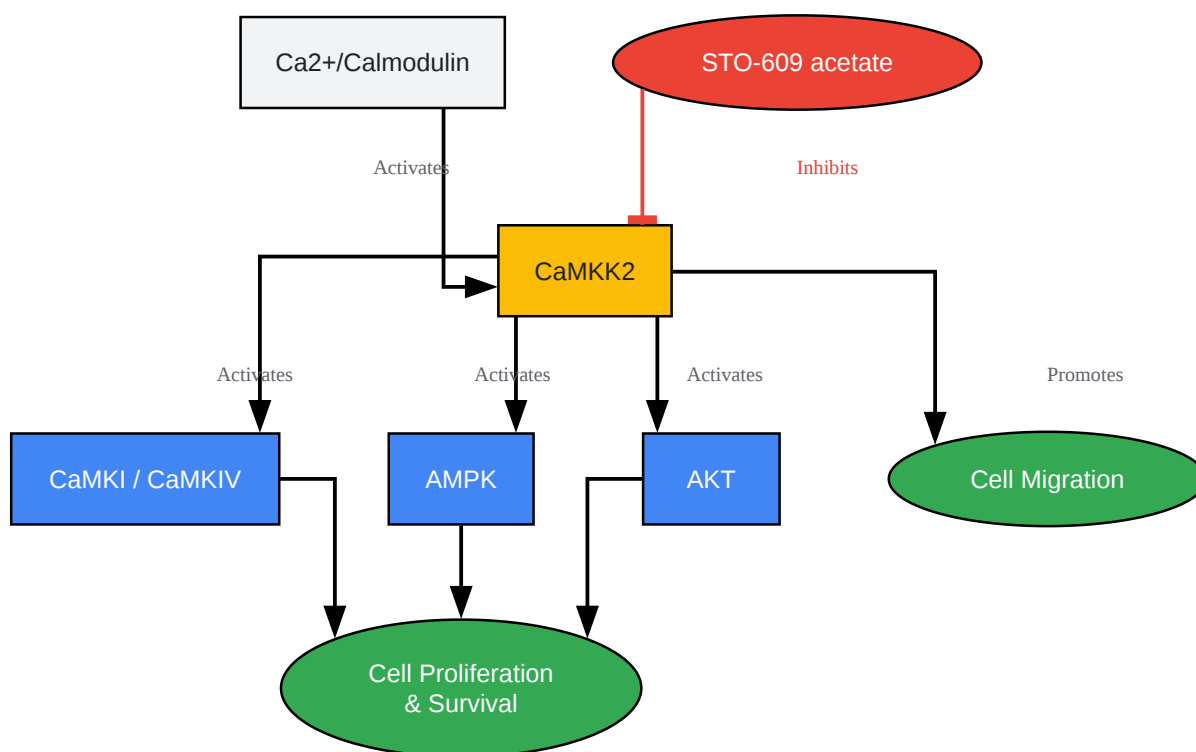 Ca2+/Calmodulin
STO-609 acetate
Activates
Inhibits
CaMKK2
Activates
Activates
Activates
Promotes
CaMKI / CaMKIV
AMPK
AKT
Cell Migration
Cell Proliferation
& Survival